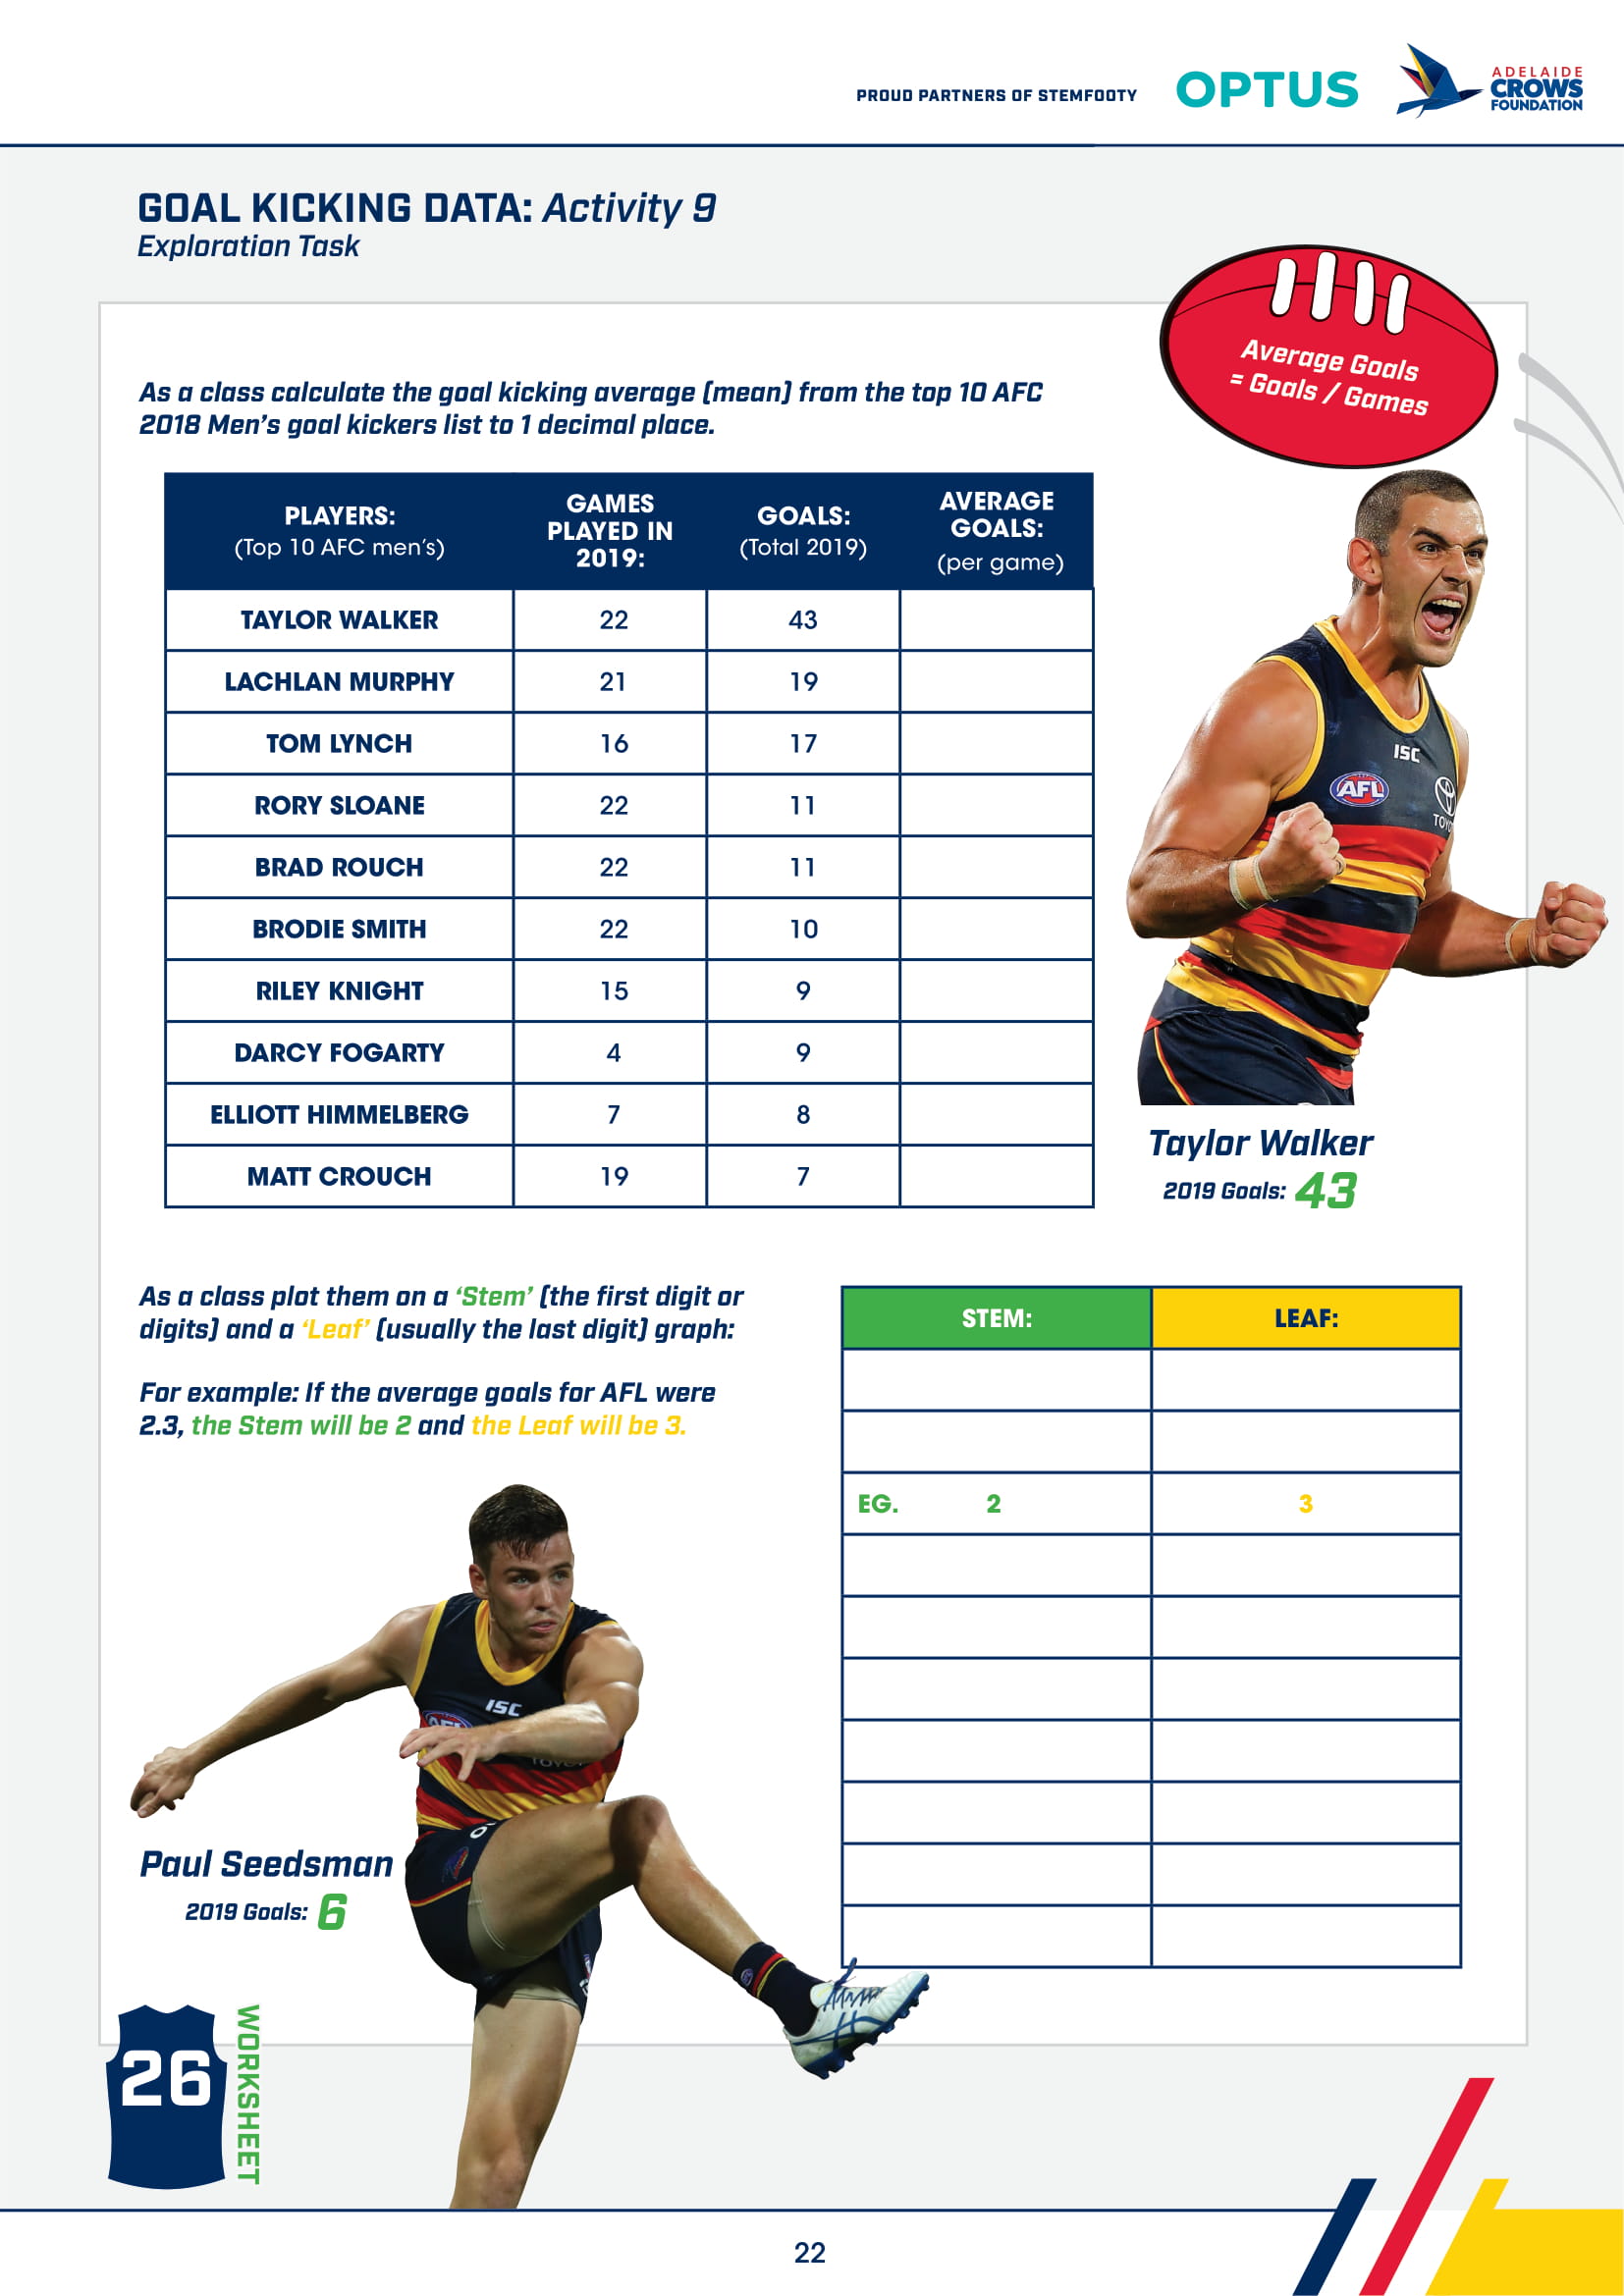 PROUD PARTNERS OF STEMFOOTY
OPTUS
ADELAIDE
CROWS
FOUNDATION
GOAL KICKING DATA: Activity 9
Exploration Task
Average Goals
= Goals / Games
As a class calculate the goal kicking average (mean) from the top 10 AFC
2018 Men's goal kickers list to 1 decimal place.
PLAYERS:
(Top 10 AFC men's)
GAMES
PLAYED IN
2019:
GOALS:
(Total 2019)
AVERAGE
GOALS:
(per game)
TAYLOR WALKER 22 43
LACHLAN MURPHY 21 19
TOM LYNCH 16 17
RORY SLOANE 22 11
BRAD ROUCH 22 11
BRODIE SMITH 22 10
RILEY KNIGHT 15 9
DARCY FOGARTY 4 9
ELLIOTT HIMMELBERG 7 8
MATT CROUCH 19 7
ISC
AFL
Taylor Walker
2019 Goals: 43
As a class plot them on a ‘Stem’ (the first digit or
digits) and a ‘Leaf’ (usually the last digit) graph:
For example: If the average goals for AFL were
2.3, the Stem will be 2 and the Leaf will be 3.
STEM: LEAF:
EG. 2 3
ISC
Paul Seedsman
2019 Goals: 6
26
WORKSHEET
22